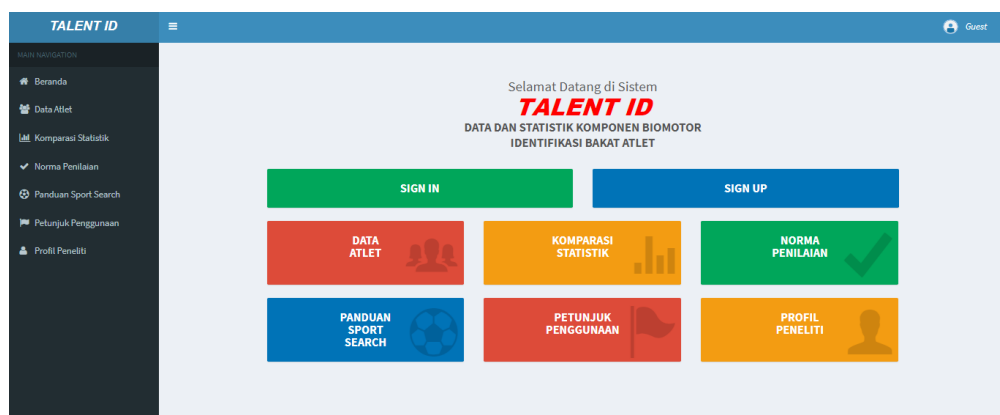 TALENT ID
Guest
MAIN NAVIGATION
Beranda
Data Atlet
Komparasi Statistik
Norma Penilaian
Panduan Sport Search
Petunjuk Penggunaan
Profil Peneliti
Selamat Datang di Sistem
TALENT ID
DATA DAN STATISTIK KOMPONEN BIOMOTOR
IDENTIFIKASI BAKAT ATLET
SIGN IN
SIGN UP
DATA
ATLET
KOMPARASI
STATISTIK
NORMA
PENILAIAN
PANDUAN
SPORT
SEARCH
PETUNJUK
PENGGUNAAN
PROFIL
PENELITI